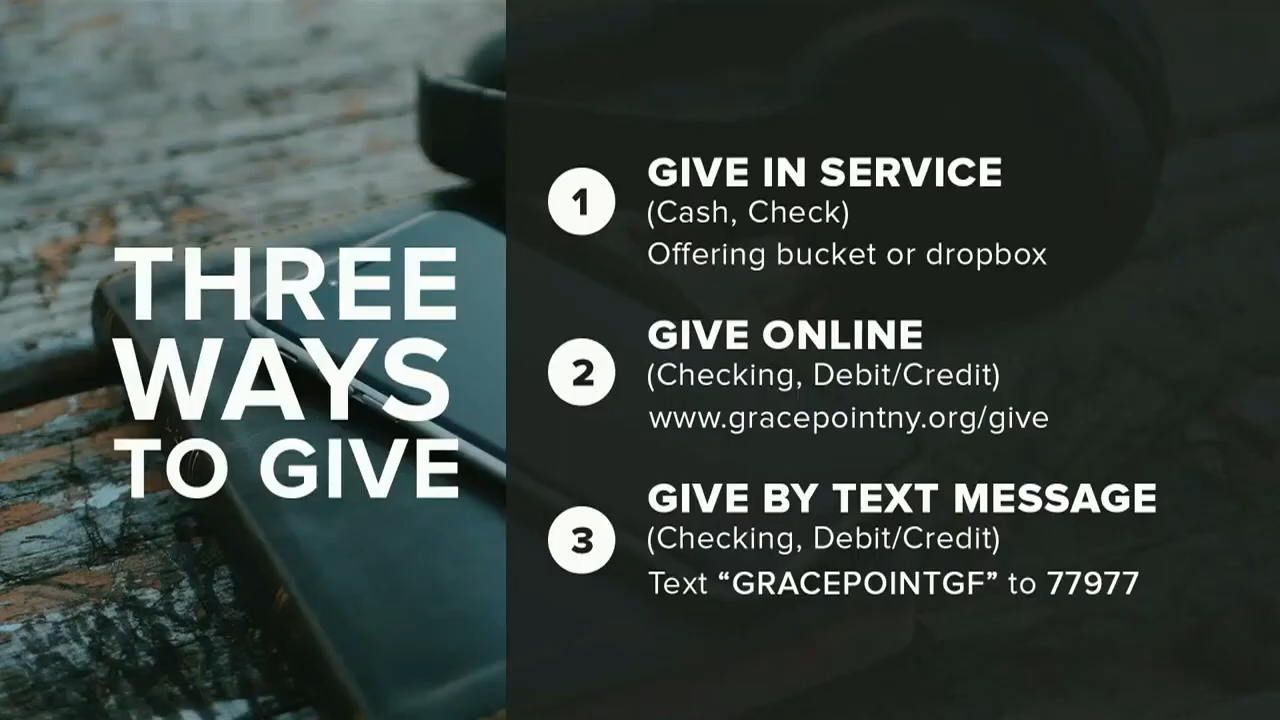 THREE
WAYS
TO GIVE
1
GIVE IN SERVICE
(Cash, Check)
Offering bucket or dropbox
2
GIVE ONLINE
(Checking, Debit/Credit)
www.gracepointny.org/give
3
GIVE BY TEXT MESSAGE
(Checking, Debit/Credit)
Text “GRACEPOINTGF” to 77977